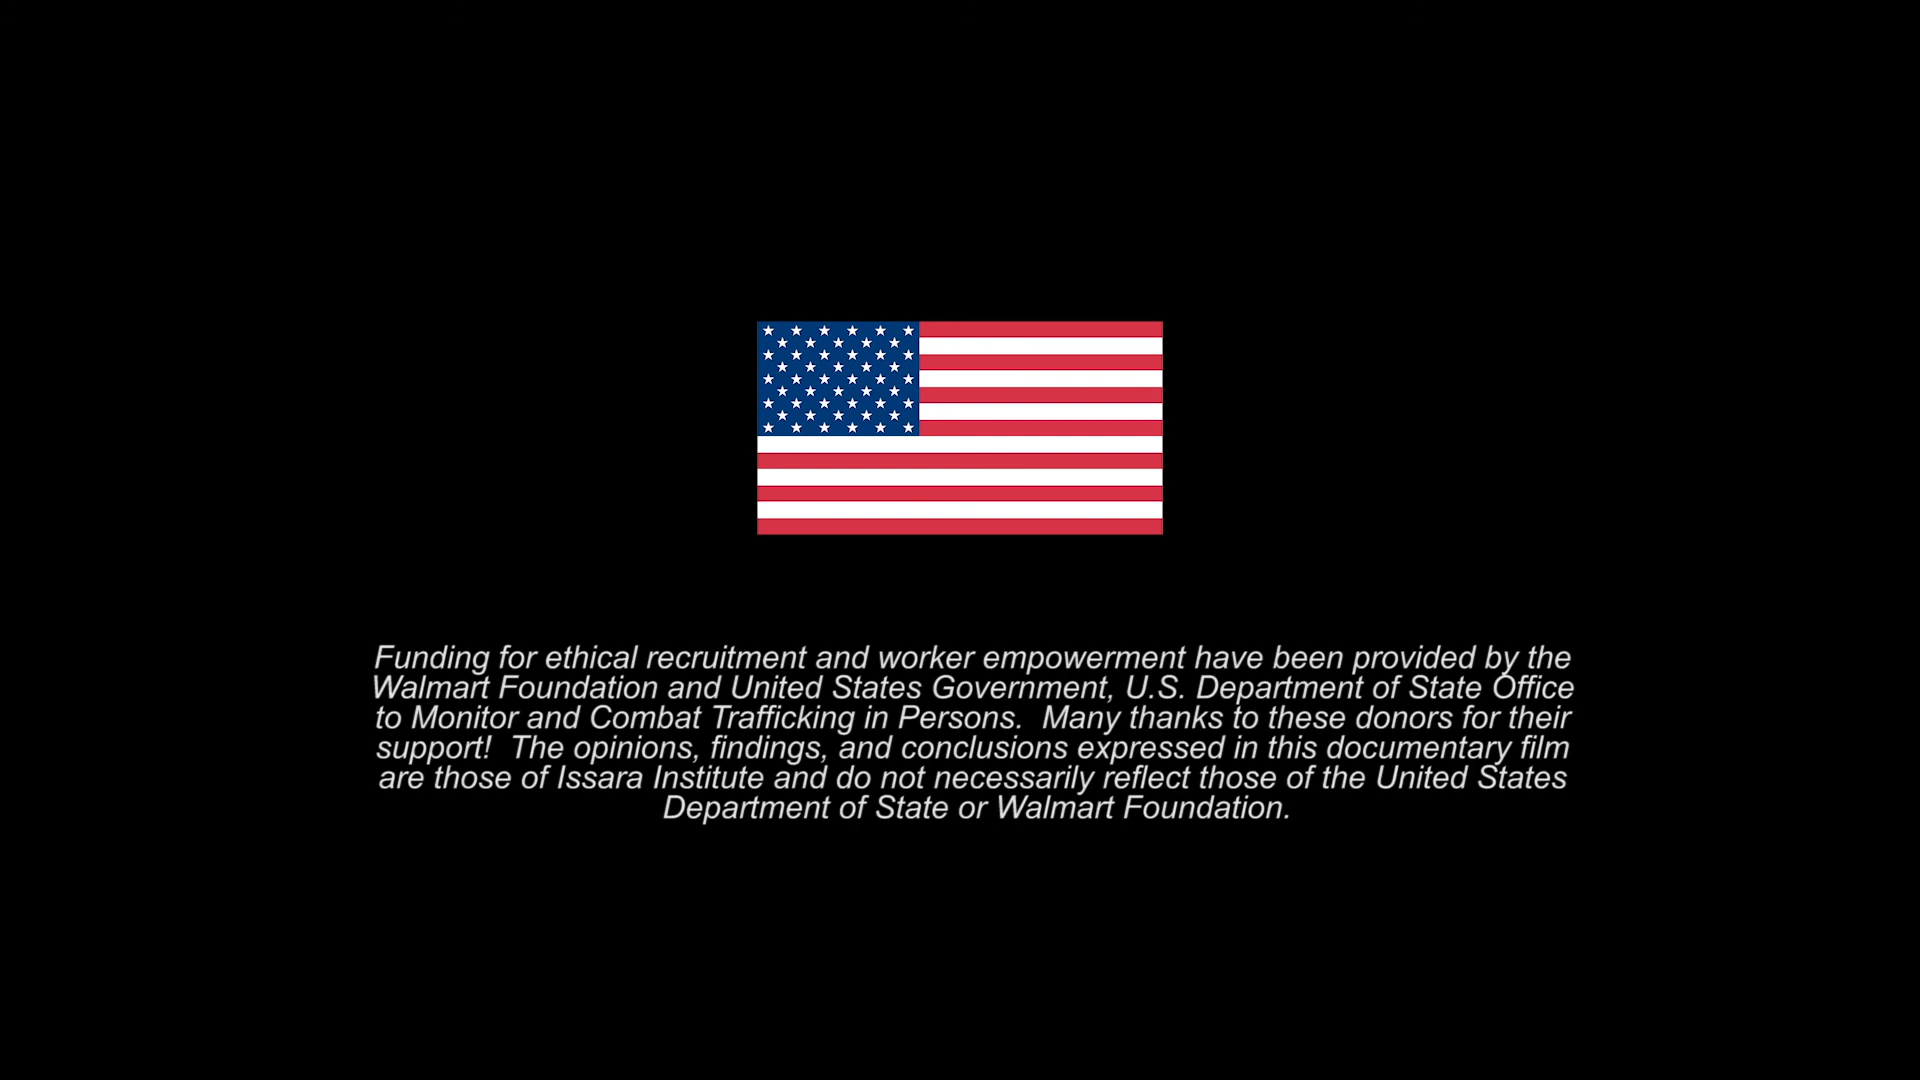 Funding for ethical recruitment and worker empowerment have been provided by the
Walmart Foundation and United States Government, U.S. Department of State Office
to Monitor and Combat Trafficking in Persons.  Many thanks to these donors for their
support!  The opinions, findings, and conclusions expressed in this documentary film
are those of Issara Institute and do not necessarily reflect those of the United States
Department of State or Walmart Foundation.